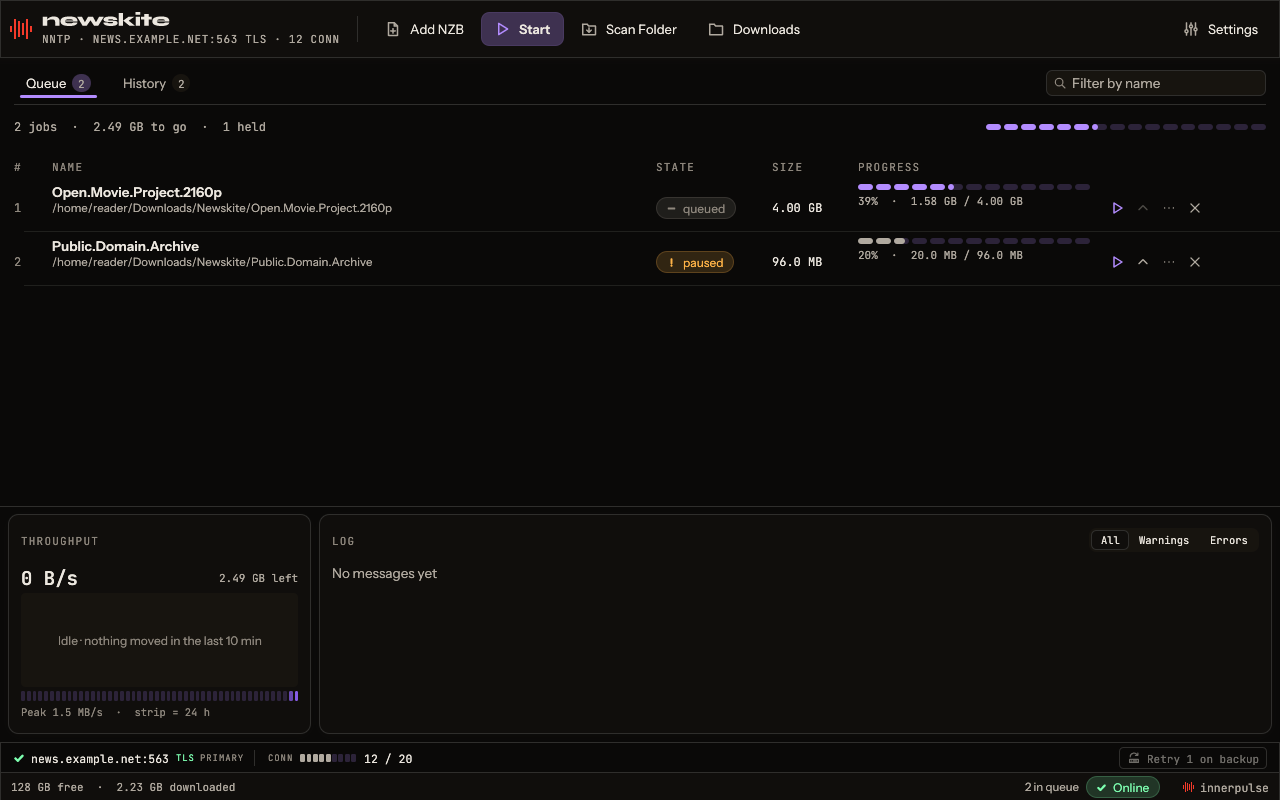 newskite
NNTP · NEWS.EXAMPLE.NET:563 TLS · 12 CONN
Add NZB
Start
Scan Folder
Downloads
Settings
Queue 2
History 2
Filter by name
2 jobs · 2.49 GB to go · 1 held
# NAME STATE SIZE PROGRESS
Open.Movie.Project.2160p
1 /home/reader/Downloads/Newskite/Open.Movie.Project.2160p queued 4.00 GB 39% · 1.58 GB / 4.00 GB
Public.Domain.Archive
2 /home/reader/Downloads/Newskite/Public.Domain.Archive ! paused 96.0 MB 20% · 20.0 MB / 96.0 MB
THROUGHPUT
0 B/s 2.49 GB left
Idle · nothing moved in the last 10 min
Peak 1.5 MB/s · strip = 24 h
LOG All Warnings Errors
No messages yet
news.example.net:563 TLS PRIMARY CONN 12 / 20 Retry 1 on backup
128 GB free · 2.23 GB downloaded 2 in queue Online innerpulse